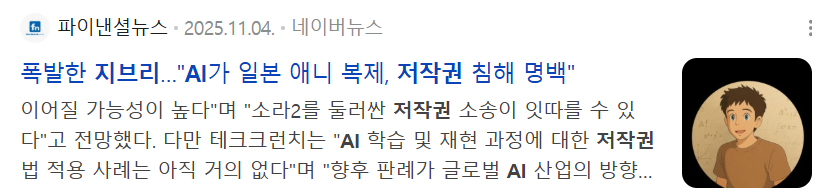 fn
파이낸셜뉴스 · 2025.11.04. · 네이버뉴스
폭발한 지브리..."AI가 일본 애니 복제, 저작권 침해 명백"
이어질 가능성이 높다"며 "소라2를 둘러싼 저작권 소송이 잇따를 수 있
다"고 전망했다. 다만 테크크런치는 "AI 학습 및 재현 과정에 대한 저작권
법 적용 사례는 아직 거의 없다"며 "향후 판례가 글로벌 AI 산업의 방향...